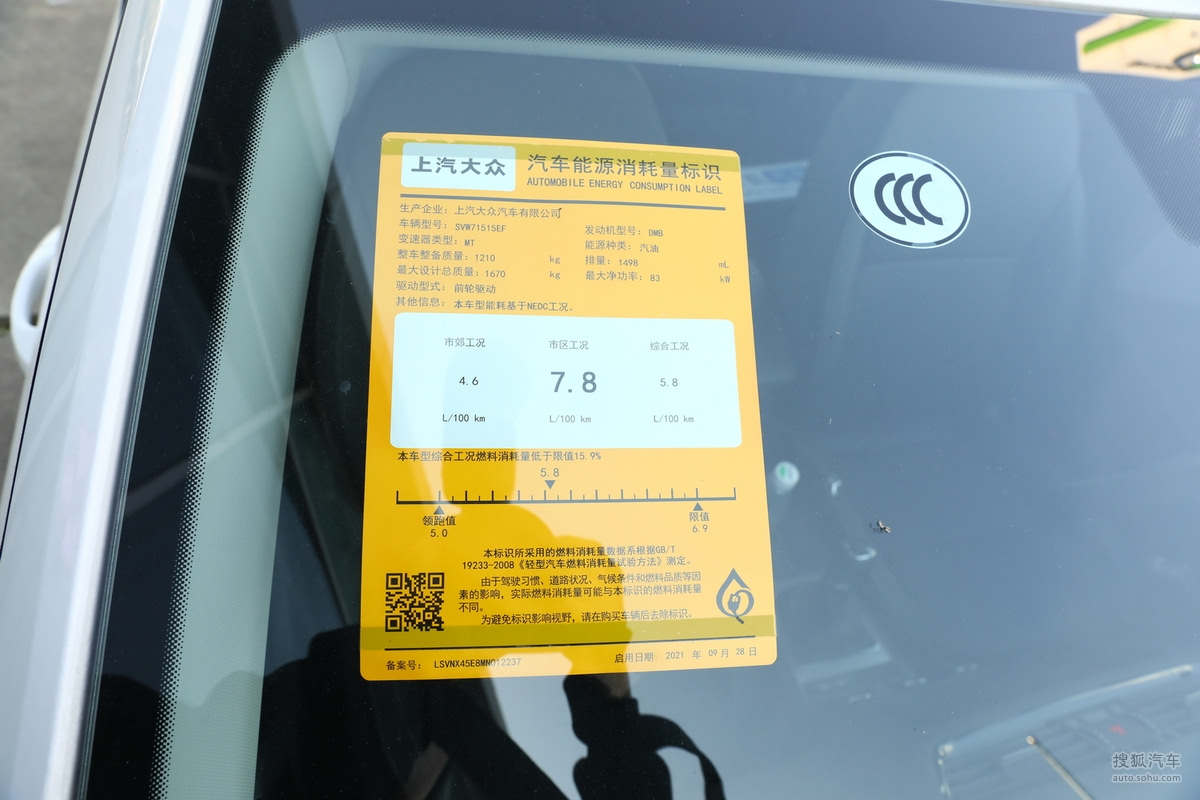 上汽大众
汽车能源消耗量标识
AUTOMOBILE ENERGY CONSUMPTION LABEL
生产企业：上汽大众汽车有限公司
车辆型号：SVW71515EF
发动机型号：DMB
变速器类型：MT
能源种类：汽油
整车整备质量：1210 kg
排量：1498 mL
最大设计总质量：1670 kg
最大净功率：83 kW
驱动型式：前轮驱动
其他信息：本车型能耗基于NEDC工况。
市郊工况 市区工况 综合工况
4.6 7.8 5.8
L/100 km L/100 km L/100 km
本车型综合工况燃料消耗量低于限值15.9%
5.8
领跑值 限值
5.0 6.9
本标识所采用的燃料消耗量数据系根据GB/T
19233-2008《轻型汽车燃料消耗量试验方法》测定。
由于驾驶习惯、道路状况、气候条件和燃料品质等因
素的影响，实际燃料消耗量可能与本标识的燃料消耗量
不同。
为避免标识影响视野，请在购买车辆后去除标识。
备案号：LSVNX45E8MN012237
启用日期：2021 年 09 月 28 日
CCC
搜狐汽车
auto.sohu.com